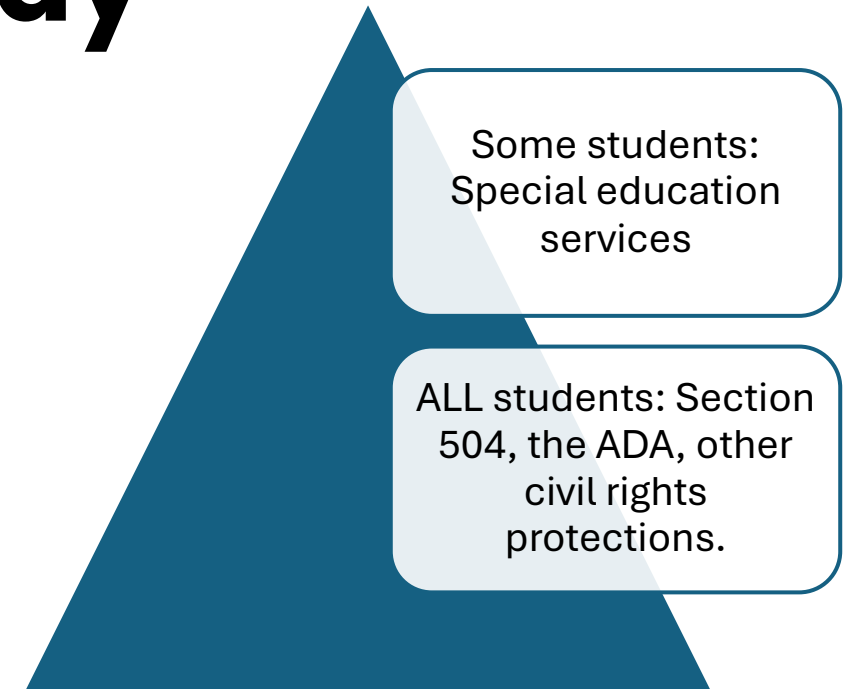 Some students:
Special education
services
ALL students: Section
504, the ADA, other
civil rights
protections.